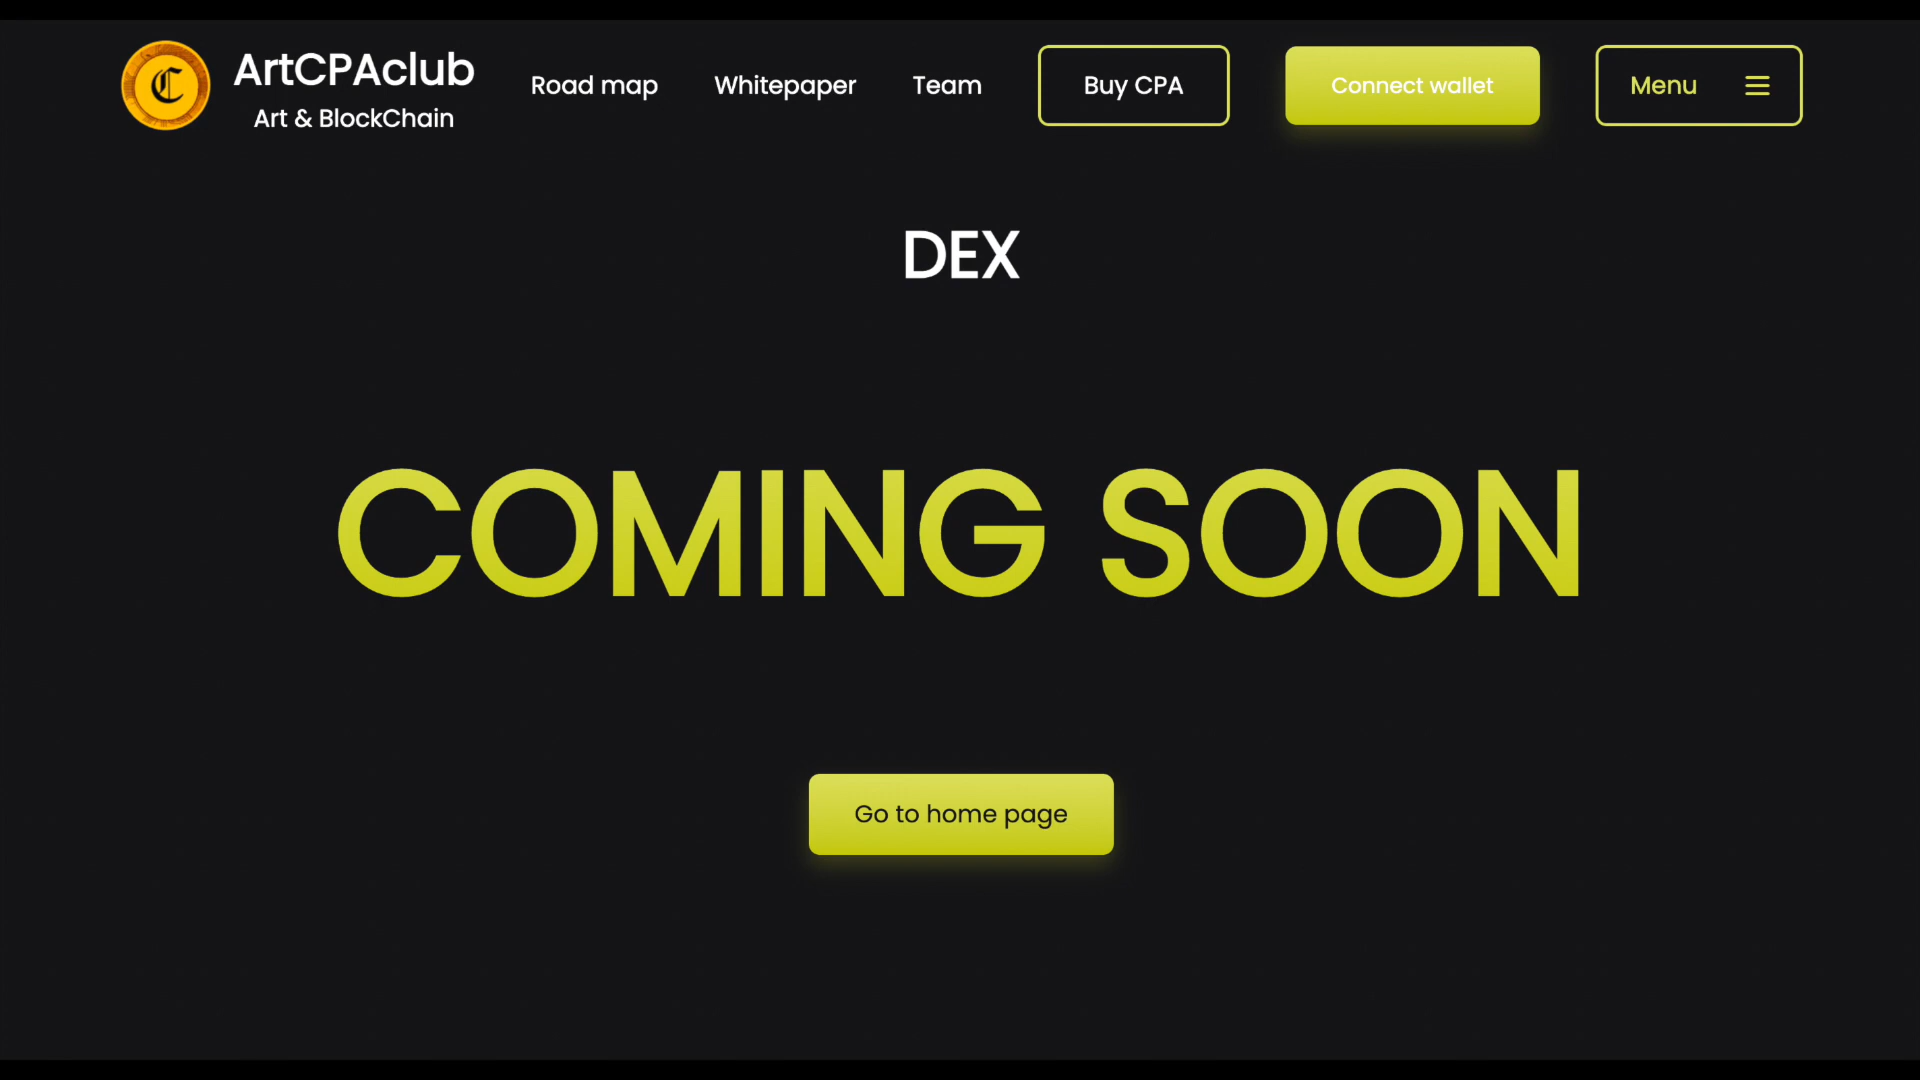 ArtCPAclub
Art & BlockChain
Road map
Whitepaper
Team
Buy CPA
Connect wallet
Menu
DEX
COMING SOON
Go to home page